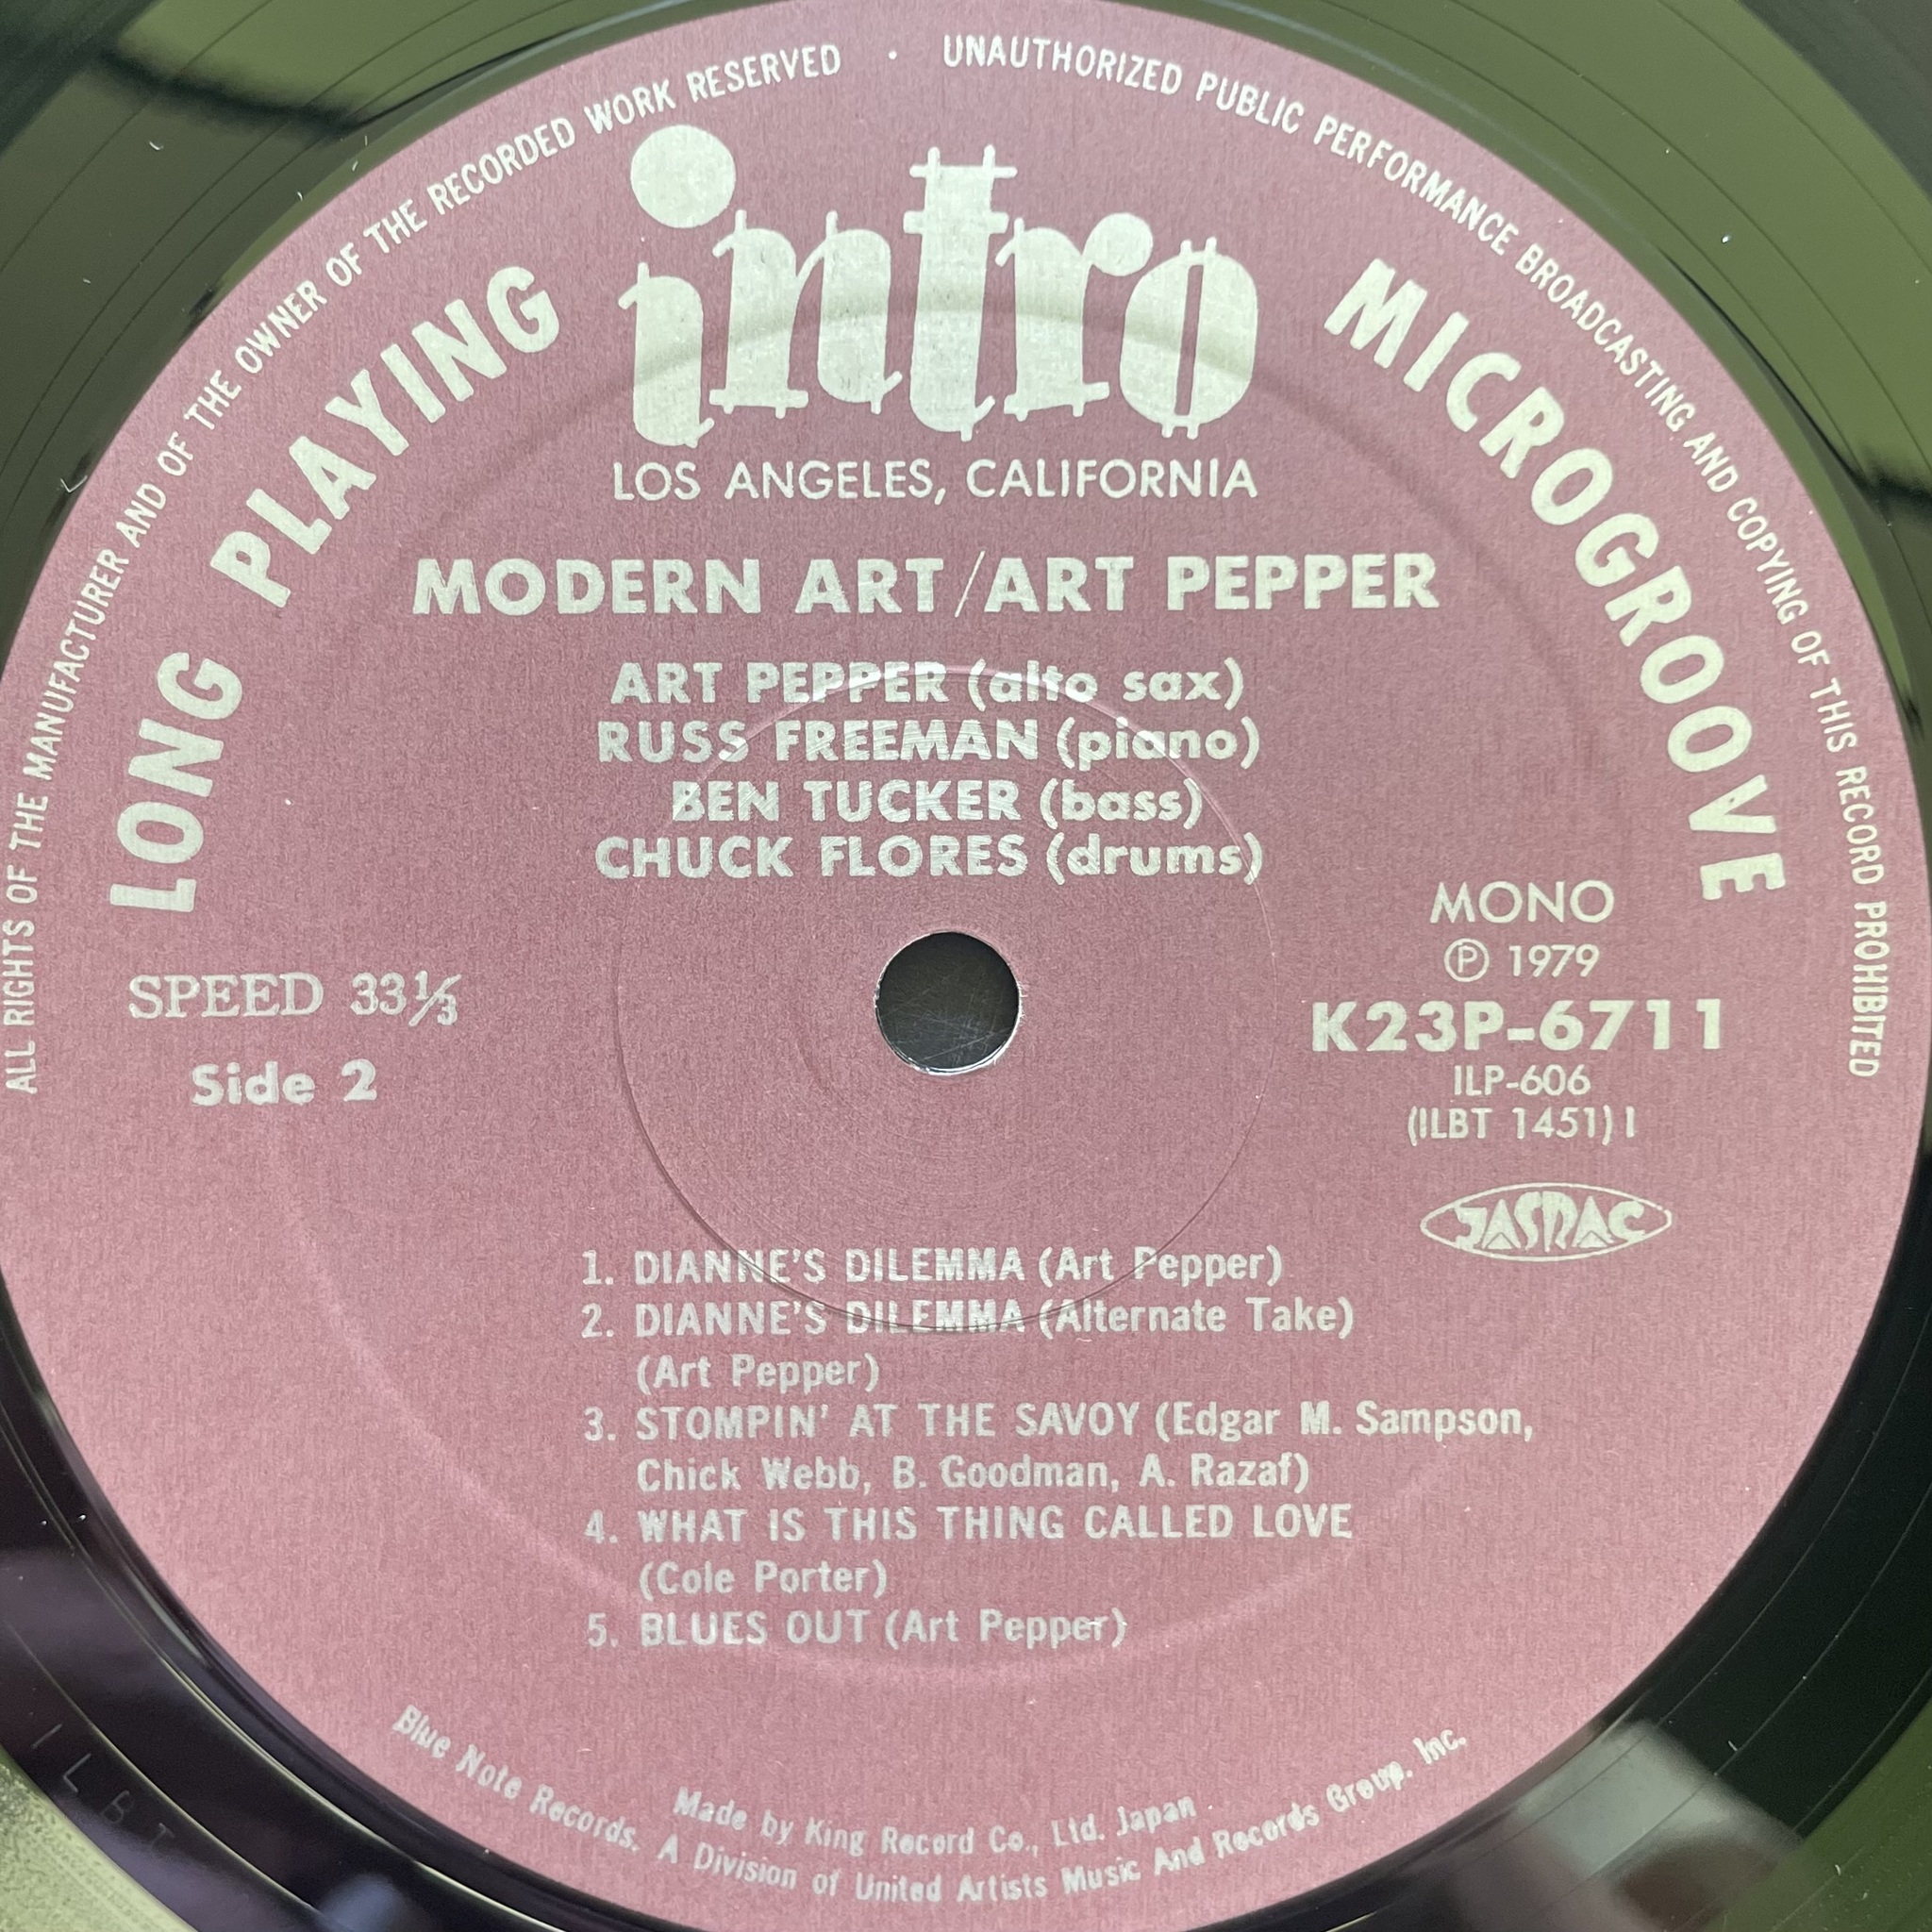 ALL RIGHTS OF THE MANUFACTURER AND OF THE OWNER OF THE RECORDED WORK RESERVED · UNAUTHORIZED PUBLIC PERFORMANCE BROADCASTING AND COPYING OF THIS RECORD PROHIBITED
LONG PLAYING
intro
MICROGROOVE
LOS ANGELES, CALIFORNIA
MODERN ART/ART PEPPER
ART PEPPER (alto sax)
RUSS FREEMAN (piano)
BEN TUCKER (bass)
CHUCK FLORES (drums)
SPEED 33⅓
Side 2
MONO
Ⓟ 1979
K23P-6711
ILP-606
(ILBT 1451) I
JASRAC
1. DIANNE'S DILEMMA (Art Pepper)
2. DIANNE'S DILEMMA (Alternate Take)
(Art Pepper)
3. STOMPIN' AT THE SAVOY (Edgar M. Sampson,
Chick Webb, B. Goodman, A. Razaf)
4. WHAT IS THIS THING CALLED LOVE
(Cole Porter)
5. BLUES OUT (Art Pepper)
Made by King Record Co., Ltd. Japan
Blue Note Records. A Division of United Artists Music And Records Group. Inc.
ILBT